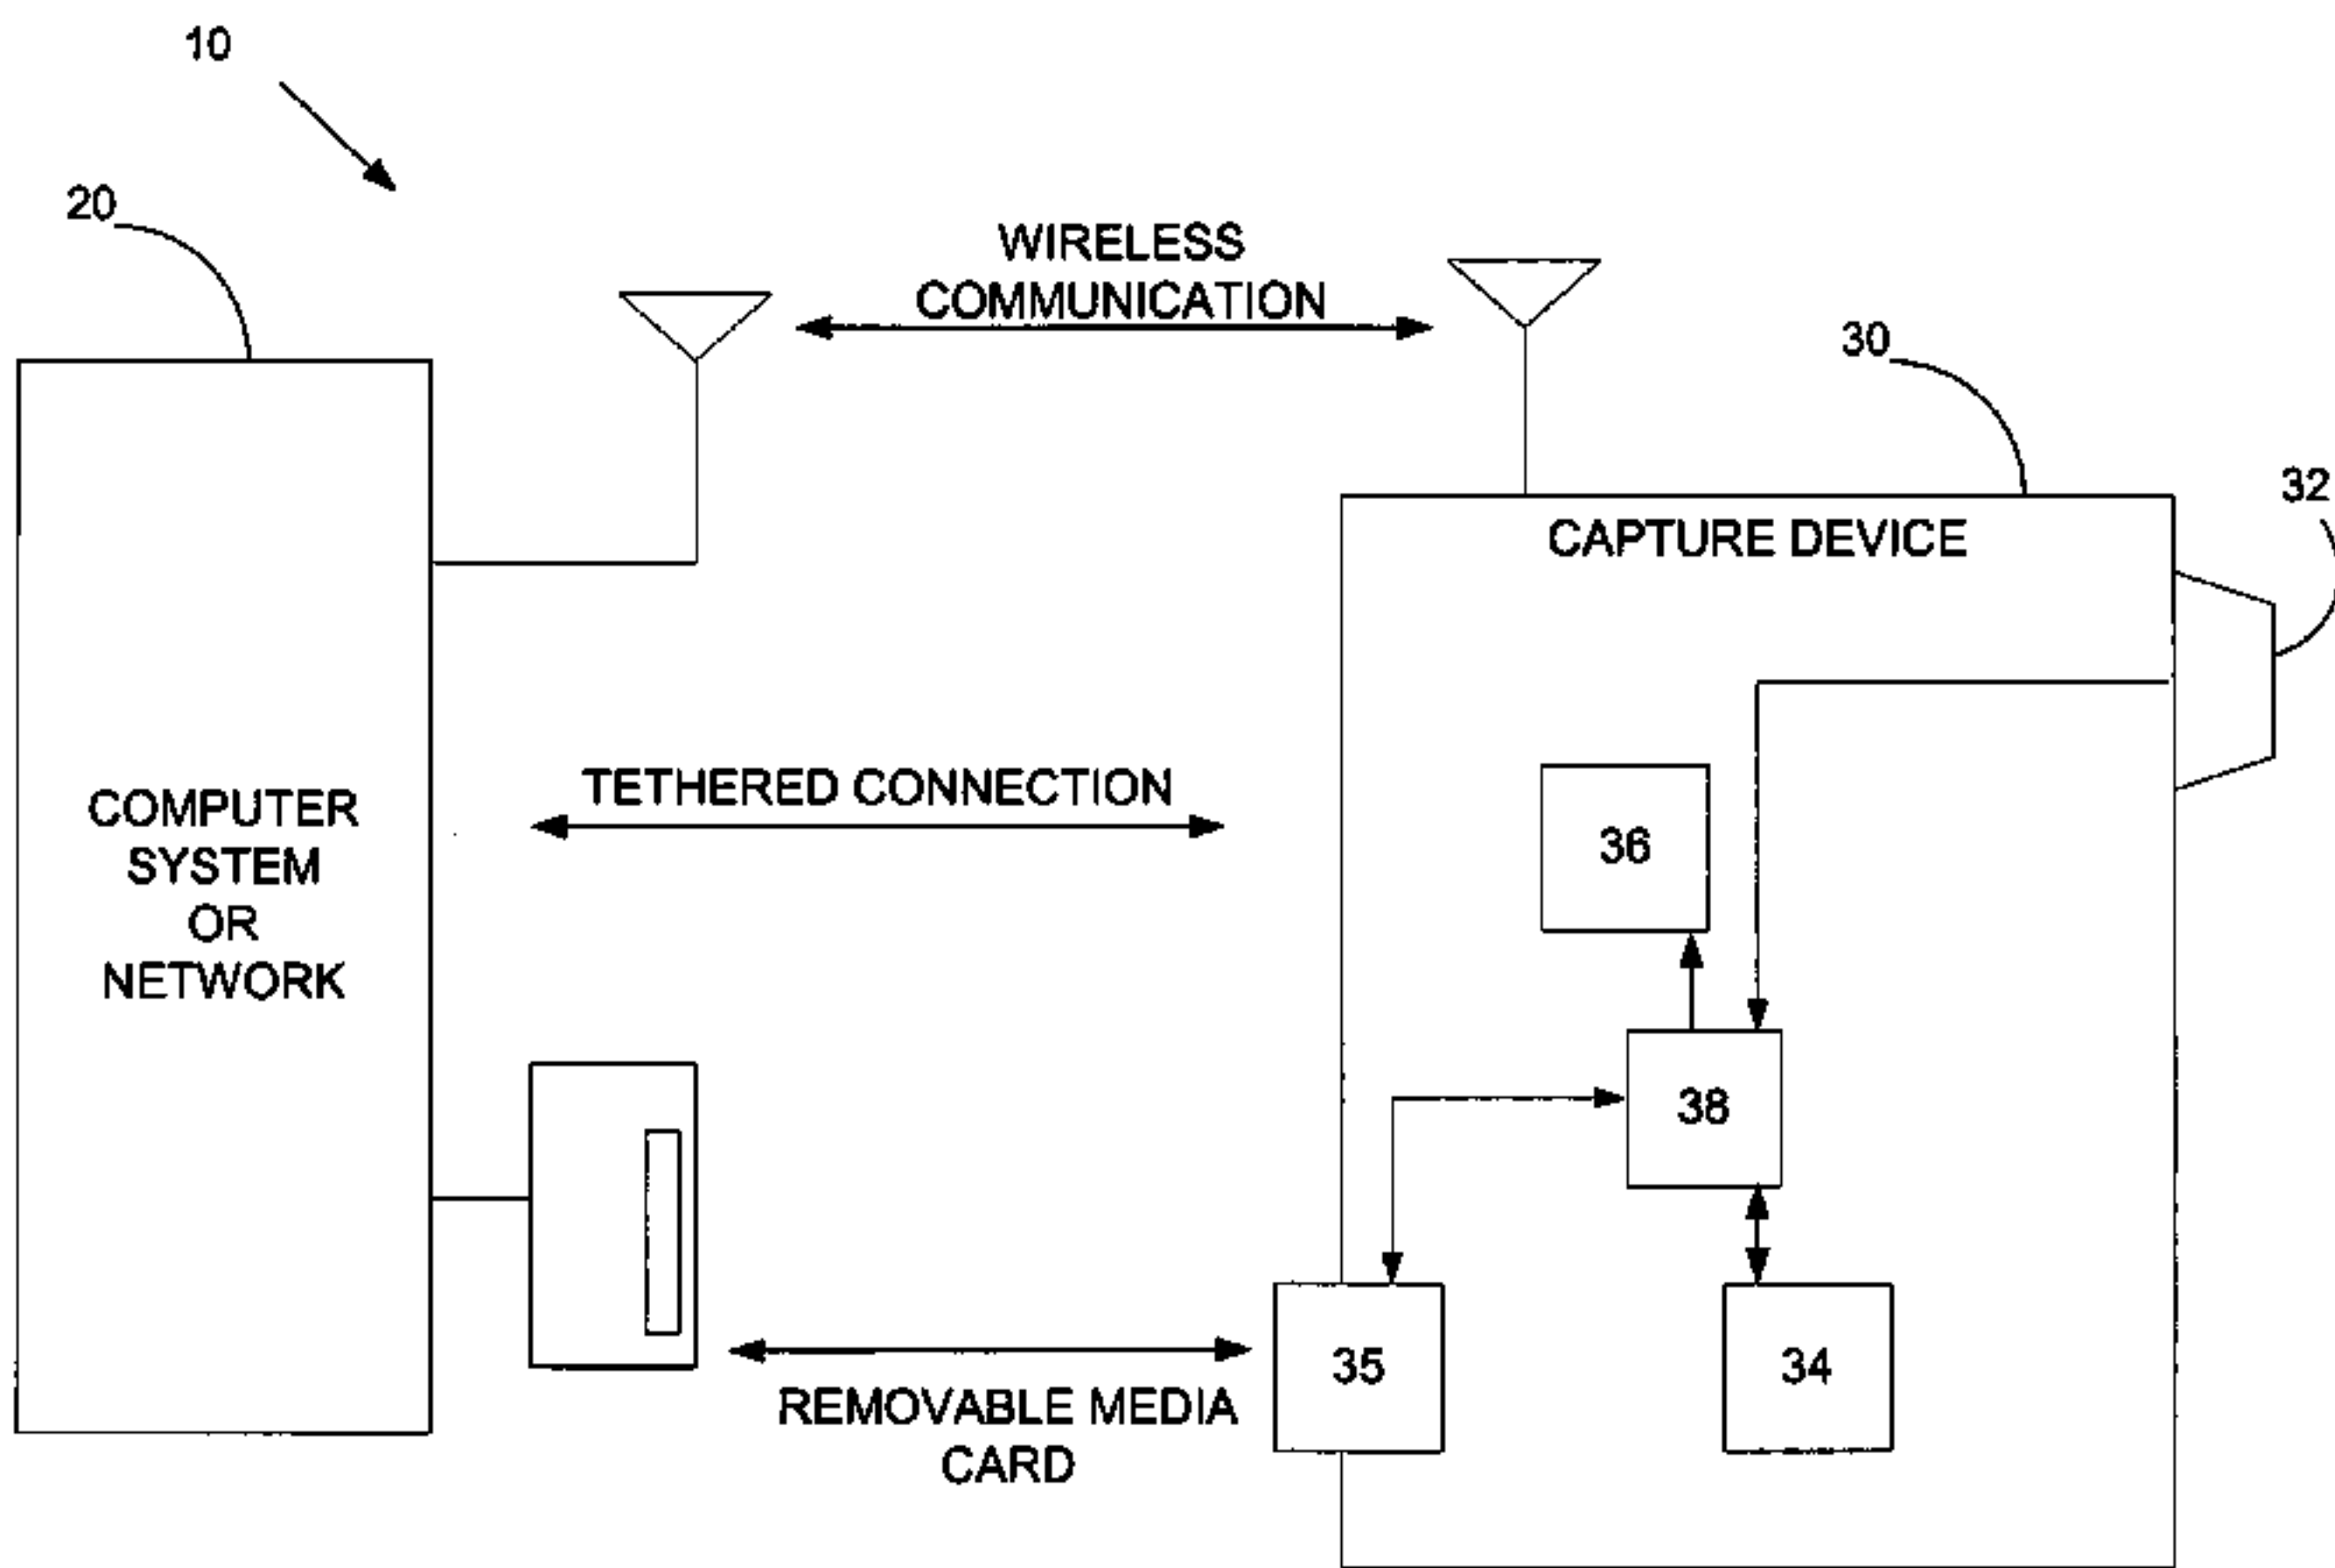 10
20
WIRELESS
COMMUNICATION
30
32
CAPTURE DEVICE
TETHERED CONNECTION
COMPUTER
SYSTEM
OR
NETWORK
36
38
35
34
REMOVABLE MEDIA
CARD